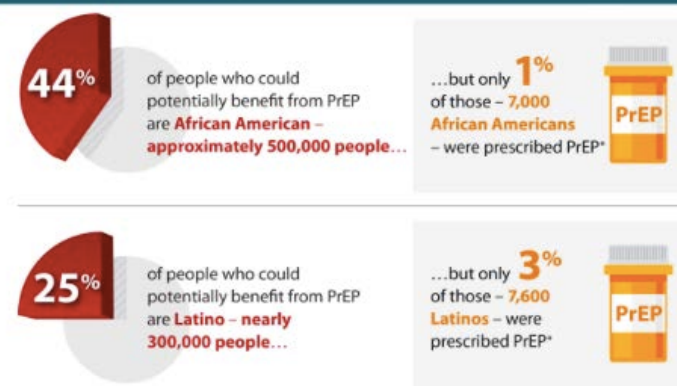 44%
of people who could
potentially benefit from PrEP
are African American –
approximately 500,000 people…
…but only 1%
of those – 7,000
African Americans
– were prescribed PrEP*
PrEP
25%
of people who could
potentially benefit from PrEP
are Latino – nearly
300,000 people…
…but only 3%
of those – 7,600
Latinos – were
prescribed PrEP*
PrEP